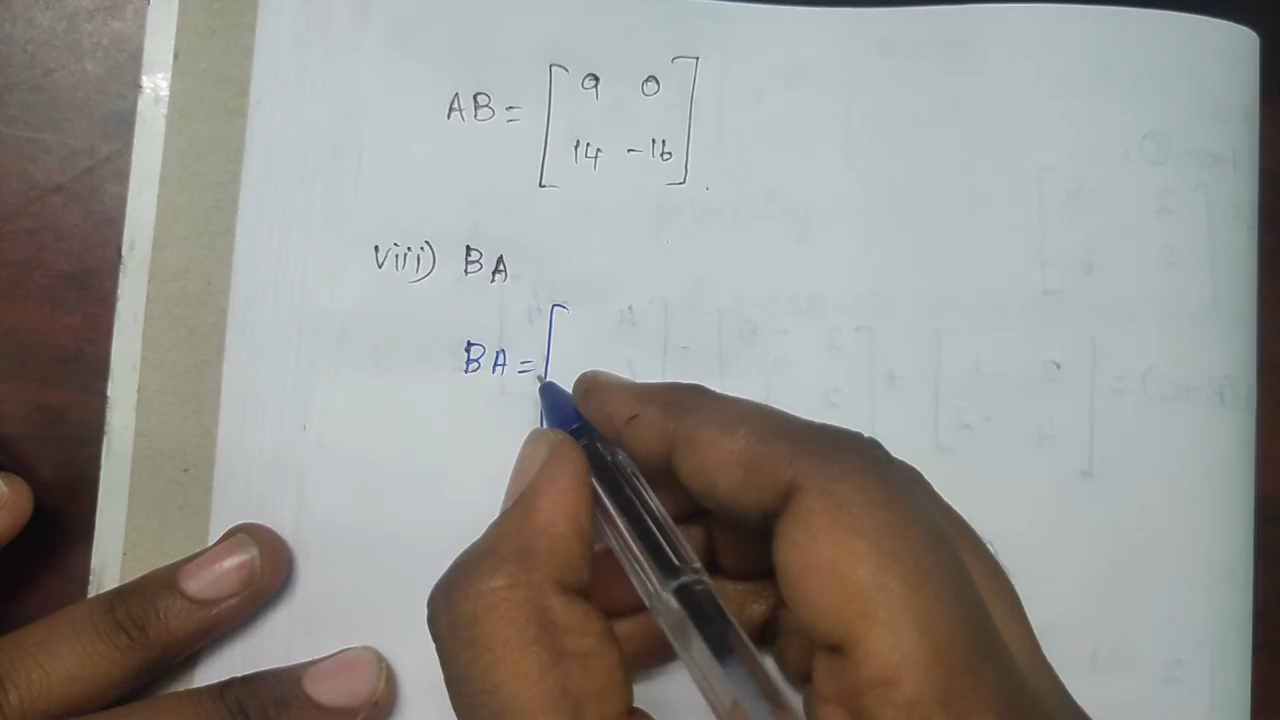 AB = [ 9 0
14 -16 ] .
viii) BA
BA = [